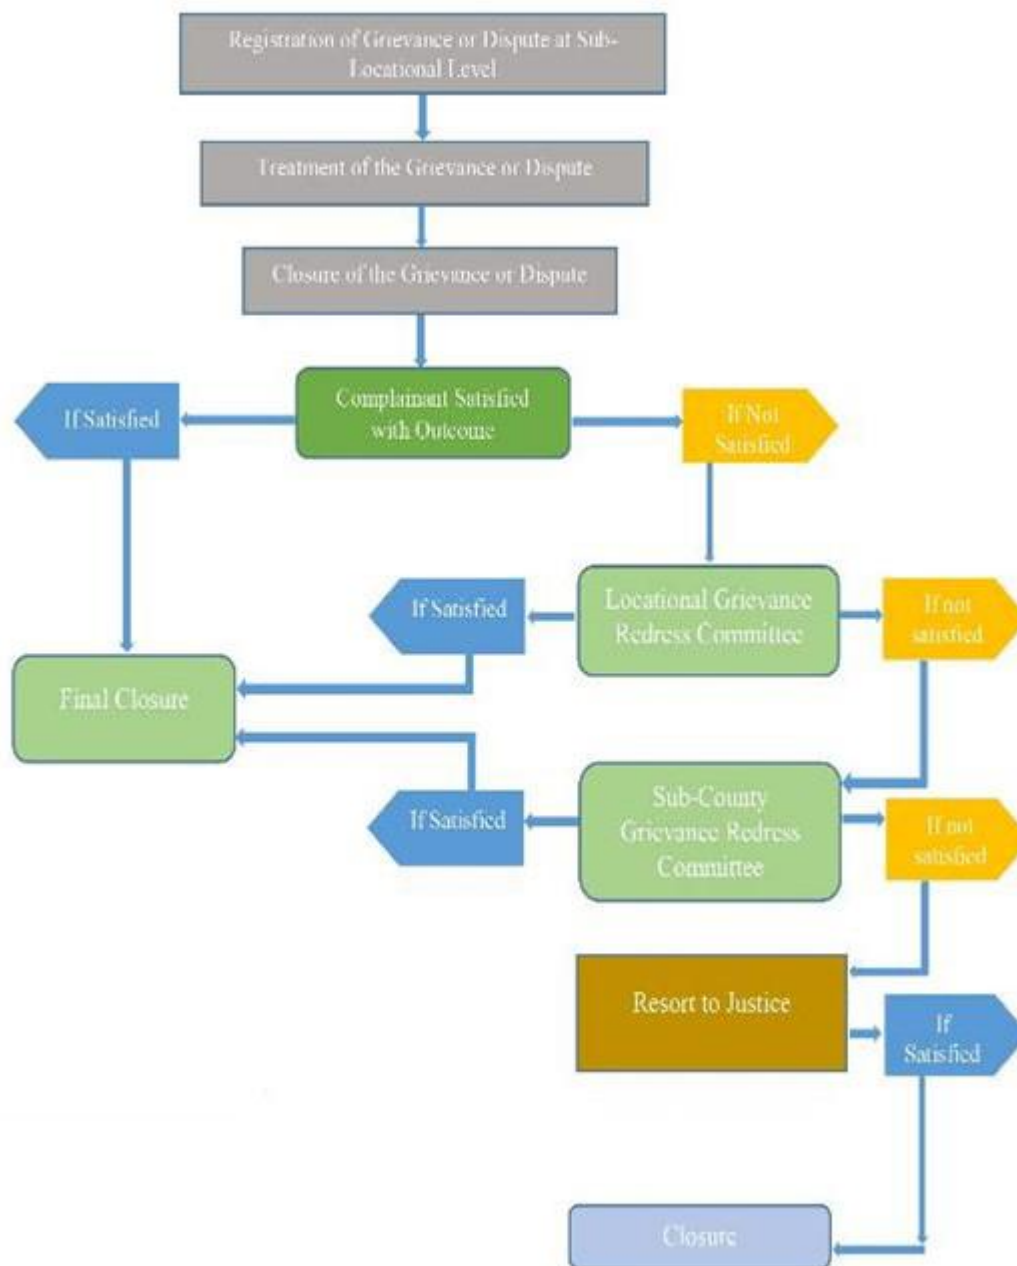 Registration of Grievance or Dispute at Sub-
Locational Level
Treatment of the Grievance or Dispute
Closure of the Grievance or Dispute
If Satisfied
Complainant Satisfied
with Outcome
If Not
Satisfied
If Satisfied
Locational Grievance
Redress Committee
If not
satisfied
Final Closure
If Satisfied
Sub-County
Grievance Redress
Committee
If not
satisfied
Resort to Justice
If
Satisfied
Closure